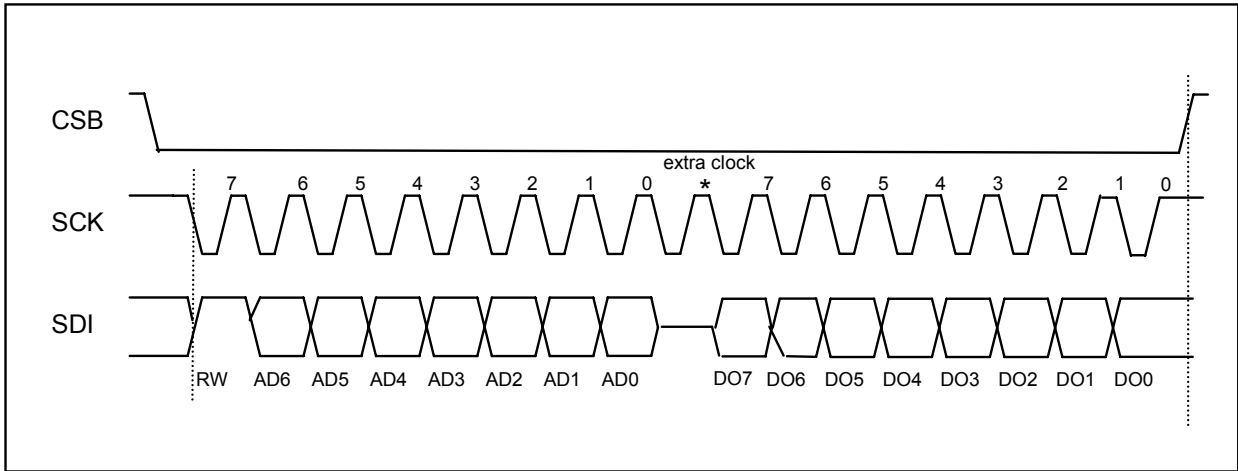 CSB
extra clock
7 6 5 4 3 2 1 0 * 7 6 5 4 3 2 1 0
SCK
SDI
RW AD6 AD5 AD4 AD3 AD2 AD1 AD0 DO7 DO6 DO5 DO4 DO3 DO2 DO1 DO0